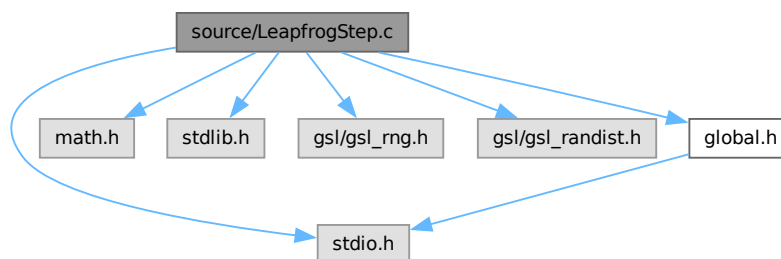 source/LeapfrogStep.c
math.h
stdlib.h
gsl/gsl_rng.h
gsl/gsl_randist.h
global.h
stdio.h